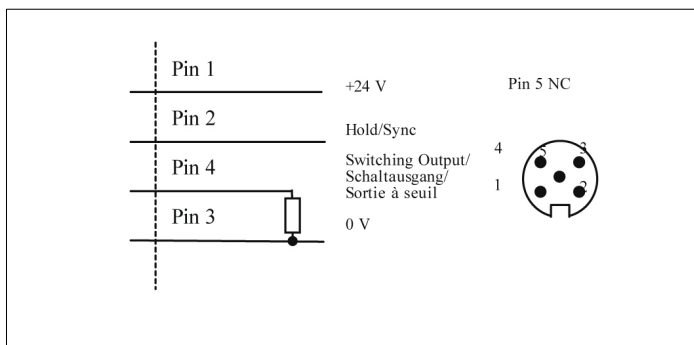 Pin 1
+24 V
Pin 2
Hold/Sync
Pin 4
Switching Output/
Schaltausgang/
Sortie à seuil
Pin 3
0 V
Pin 5 NC
4
5
3
1
2